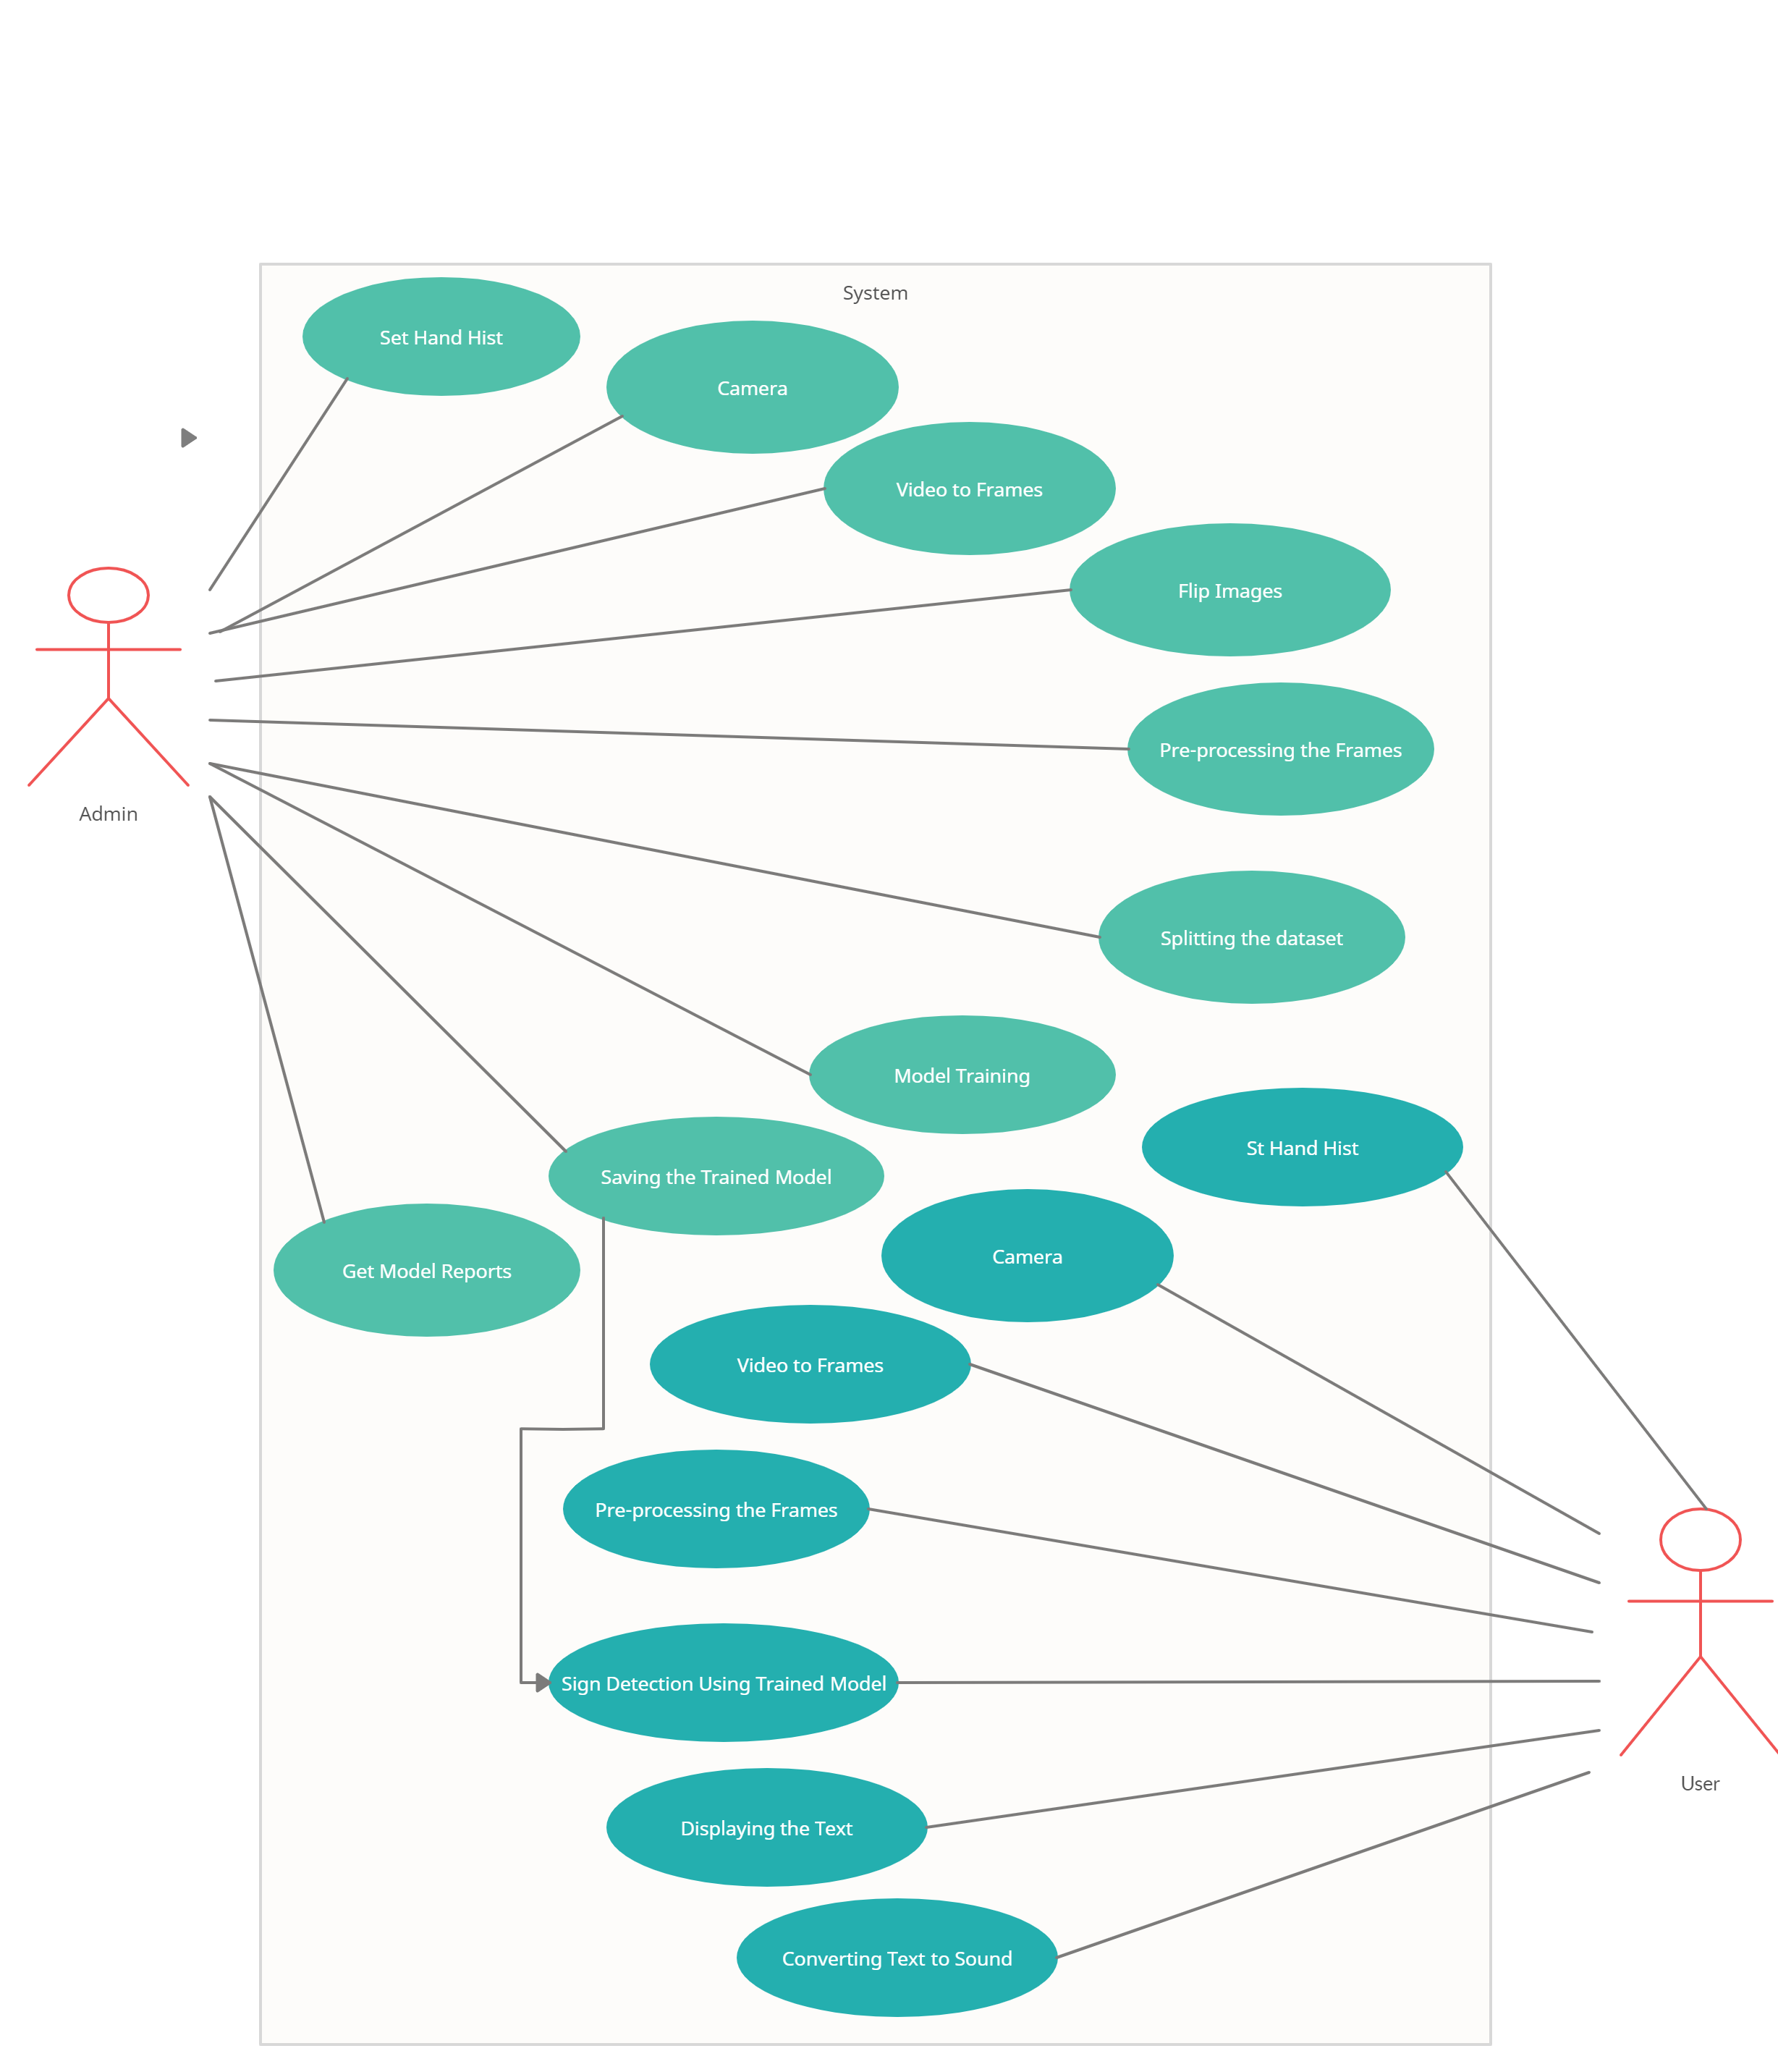 System
Set Hand Hist
Camera
Video to Frames
Flip Images
Pre-processing the Frames
Admin
Splitting the dataset
Model Training
St Hand Hist
Saving the Trained Model
Camera
Get Model Reports
Video to Frames
Pre-processing the Frames
Sign Detection Using Trained Model
User
Displaying the Text
Converting Text to Sound